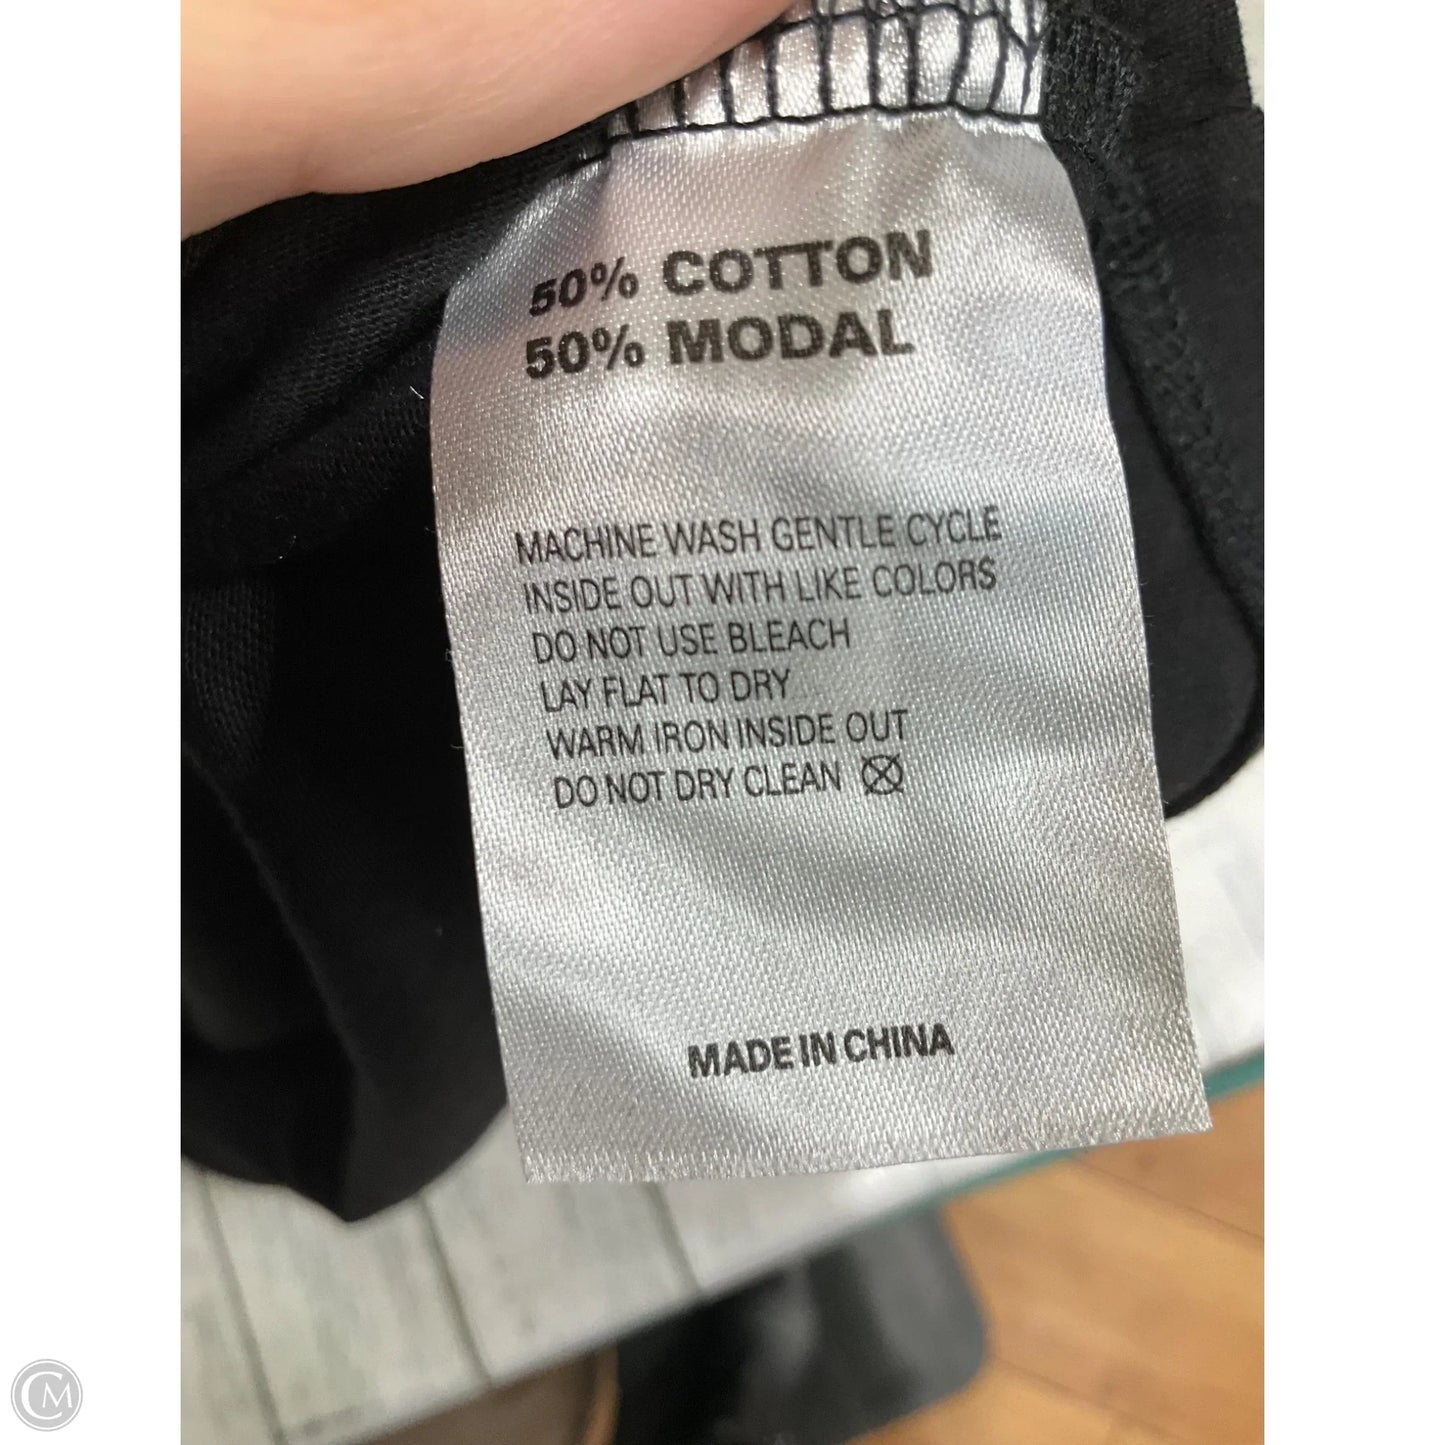 50% COTTON
50% MODAL
MACHINE WASH GENTLE CYCLE
INSIDE OUT WITH LIKE COLORS
DO NOT USE BLEACH
LAY FLAT TO DRY
WARM IRON INSIDE OUT
DO NOT DRY CLEAN
MADE IN CHINA
CM